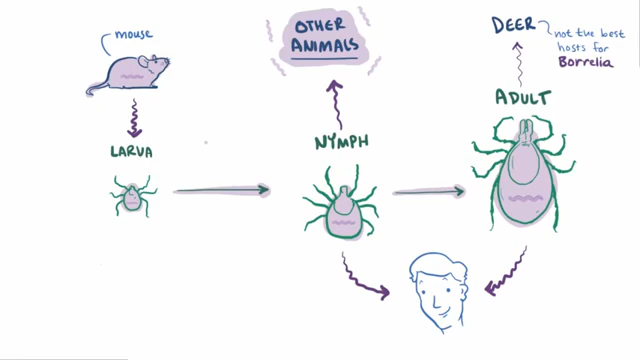 mouse
OTHER
ANIMALS
DEER
not the best
hosts for
Borrelia
ADULT
NYMPH
LARVA